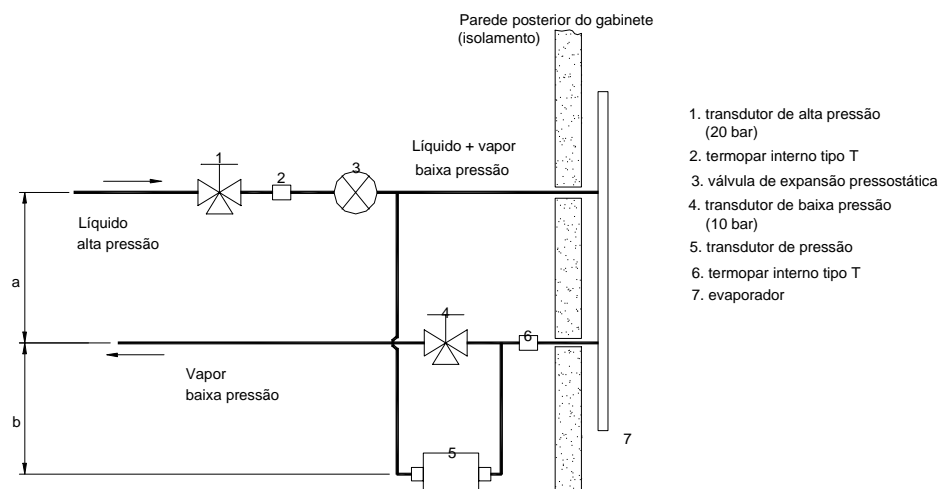 Parede posterior do gabinete
(isolamento)
1
2
3
Líquido + vapor
baixa pressão
Líquido
alta pressão
a
4
6
Vapor
baixa pressão
b
5
7
1. transdutor de alta pressão
(20 bar)
2. termopar interno tipo T
3. válvula de expansão pressostática
4. transdutor de baixa pressão
(10 bar)
5. transdutor de pressão
6. termopar interno tipo T
7. evaporador